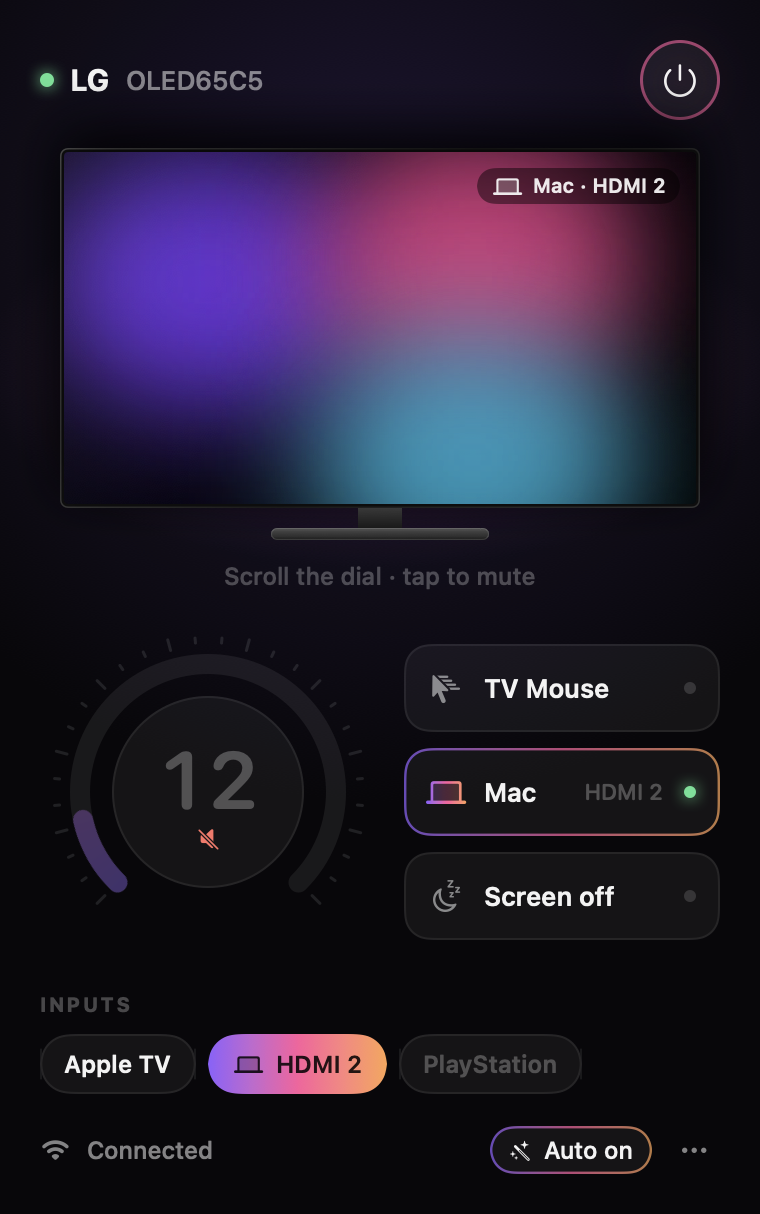 LG OLED65C5
Mac · HDMI 2
Scroll the dial · tap to mute
12
TV Mouse
Mac HDMI 2
Screen off
INPUTS
Apple TV
HDMI 2
PlayStation
Connected
Auto on